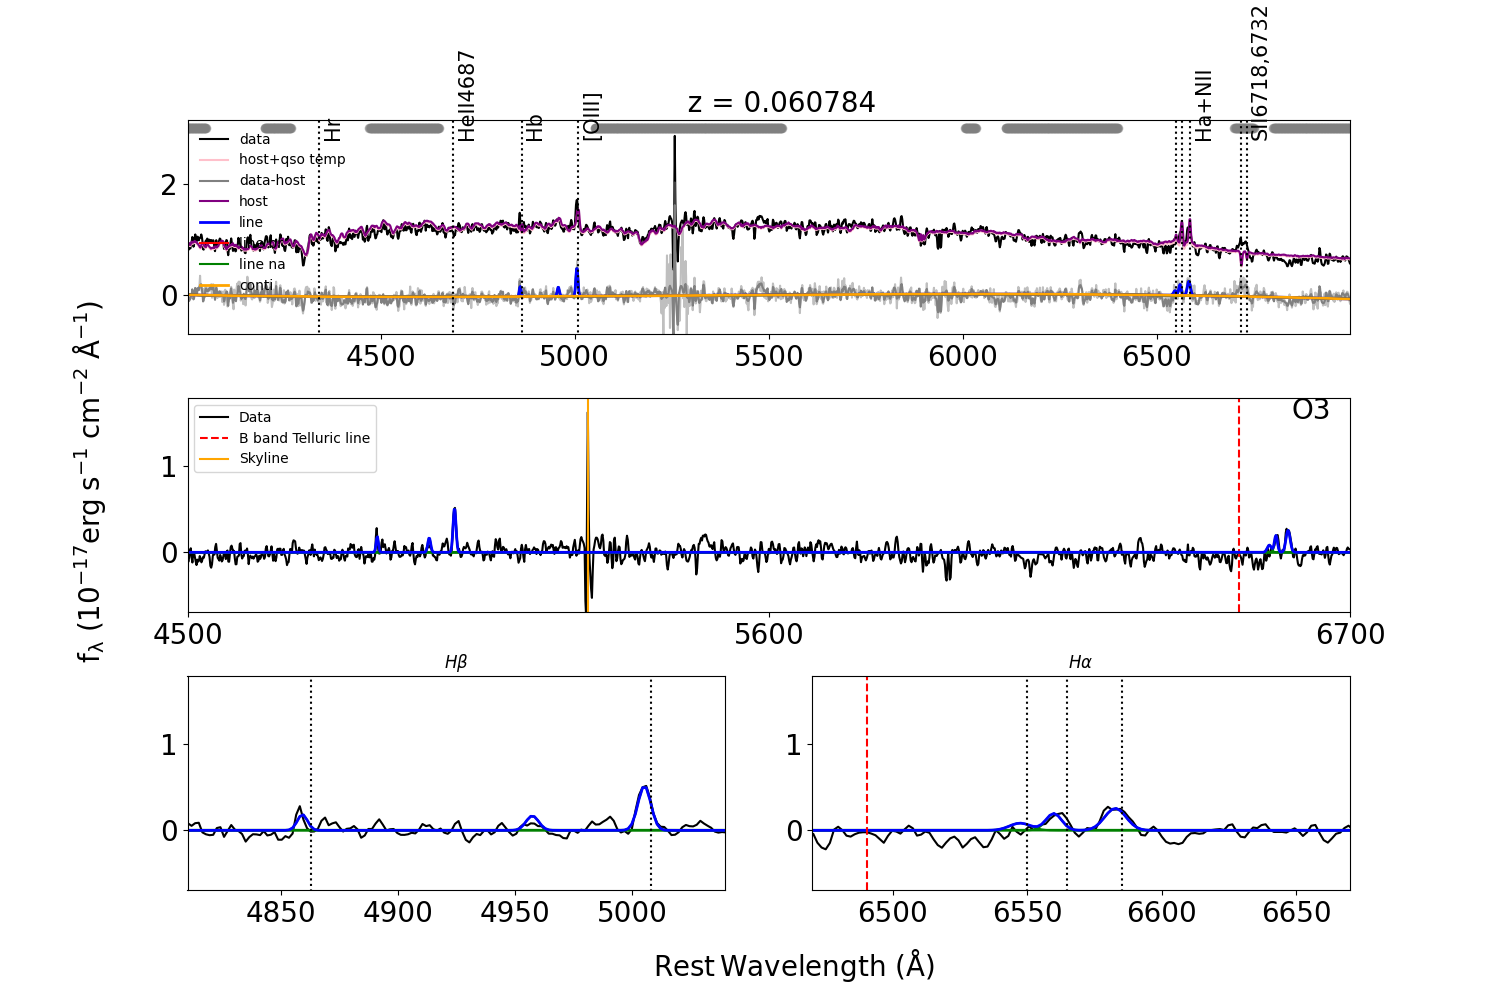 z = 0.060784
Hr
HeII4687
Hb
[OIII]
Ha+NII
SII6718,6732
data
host+qso temp
data-host
host
line
line na
conti
2
0
4500
5000
5500
6000
6500
O3
Data
B band Telluric line
Skyline
1
0
4500
5600
6700
fλ (10−17erg s−1 cm−2 Å−1)
Hβ
Hα
1
0
4850
4900
4950
5000
1
0
6500
6550
6600
6650
Rest Wavelength (Å)